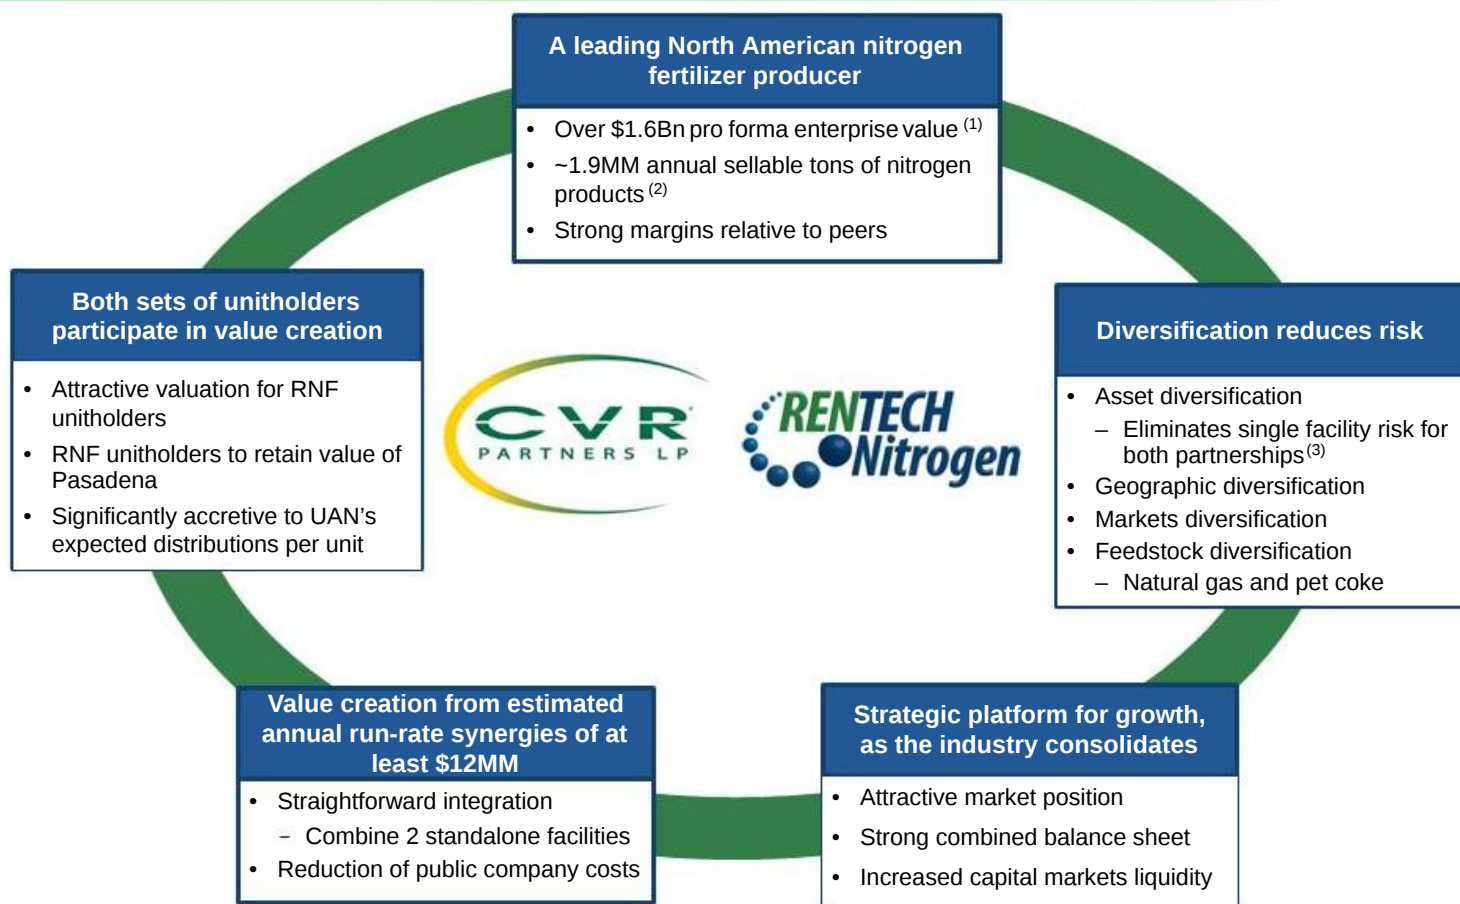 A leading North American nitrogen
fertilizer producer
• Over $1.6Bn pro forma enterprise value (1)
• ~1.9MM annual sellable tons of nitrogen
products (2)
• Strong margins relative to peers
Both sets of unitholders
participate in value creation
• Attractive valuation for RNF
unitholders
• RNF unitholders to retain value of
Pasadena
• Significantly accretive to UAN’s
expected distributions per unit
CVR
PARTNERS LP
RENTECH
Nitrogen
Diversification reduces risk
• Asset diversification
– Eliminates single facility risk for
both partnerships (3)
• Geographic diversification
• Markets diversification
• Feedstock diversification
– Natural gas and pet coke
Value creation from estimated
annual run-rate synergies of at
least $12MM
• Straightforward integration
– Combine 2 standalone facilities
• Reduction of public company costs
Strategic platform for growth,
as the industry consolidates
• Attractive market position
• Strong combined balance sheet
• Increased capital markets liquidity